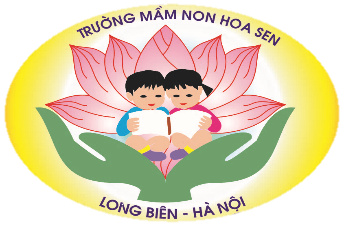 TRƯỜNG MẦM NON HOA SEN
LONG BIÊN - HÀ NỘI